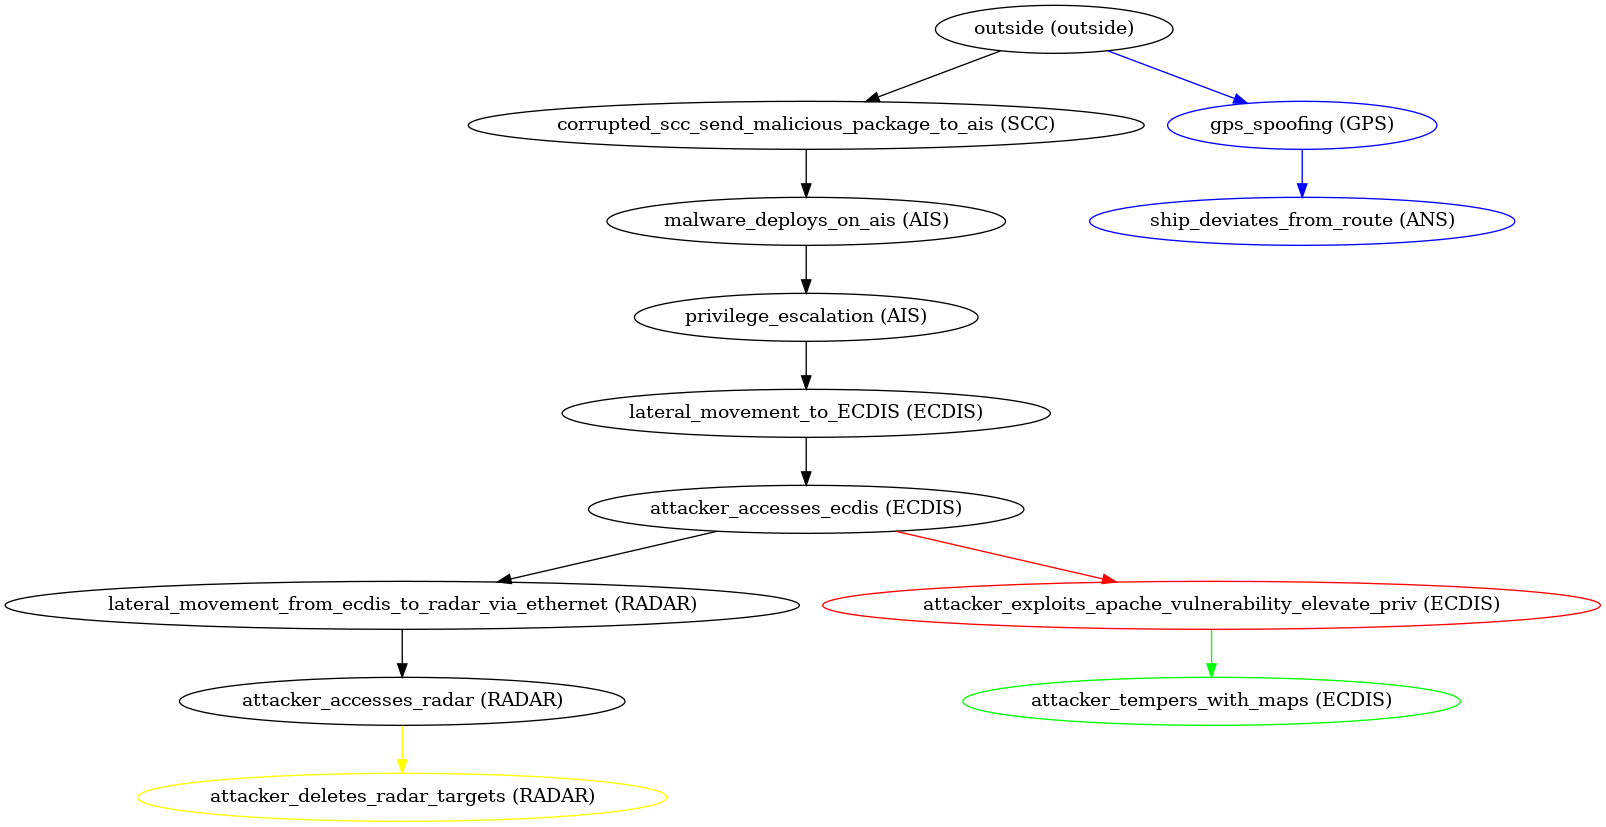 outside (outside)
corrupted_scc_send_malicious_package_to_ais (SCC)
gps_spoofing (GPS)
malware_deploys_on_ais (AIS)
ship_deviates_from_route (ANS)
privilege_escalation (AIS)
lateral_movement_to_ECDIS (ECDIS)
attacker_accesses_ecdis (ECDIS)
lateral_movement_from_ecdis_to_radar_via_ethernet (RADAR)
attacker_exploits_apache_vulnerability_elevate_priv (ECDIS)
attacker_accesses_radar (RADAR)
attacker_tempers_with_maps (ECDIS)
attacker_deletes_radar_targets (RADAR)